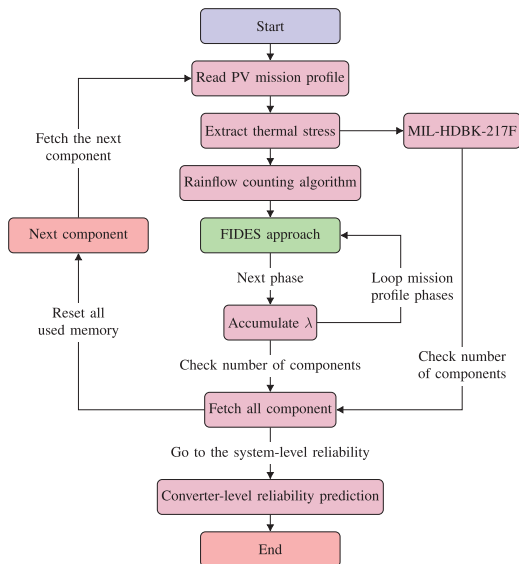 Start
Read PV mission profile
Extract thermal stress
MIL-HDBK-217F
Fetch the next
component
Rainflow counting algorithm
Next component
FIDES approach
Next phase
Loop mission
profile phases
Reset all
used memory
Accumulate λ
Check number of components
Check number
of components
Fetch all component
Go to the system-level reliability
Converter-level reliability prediction
End